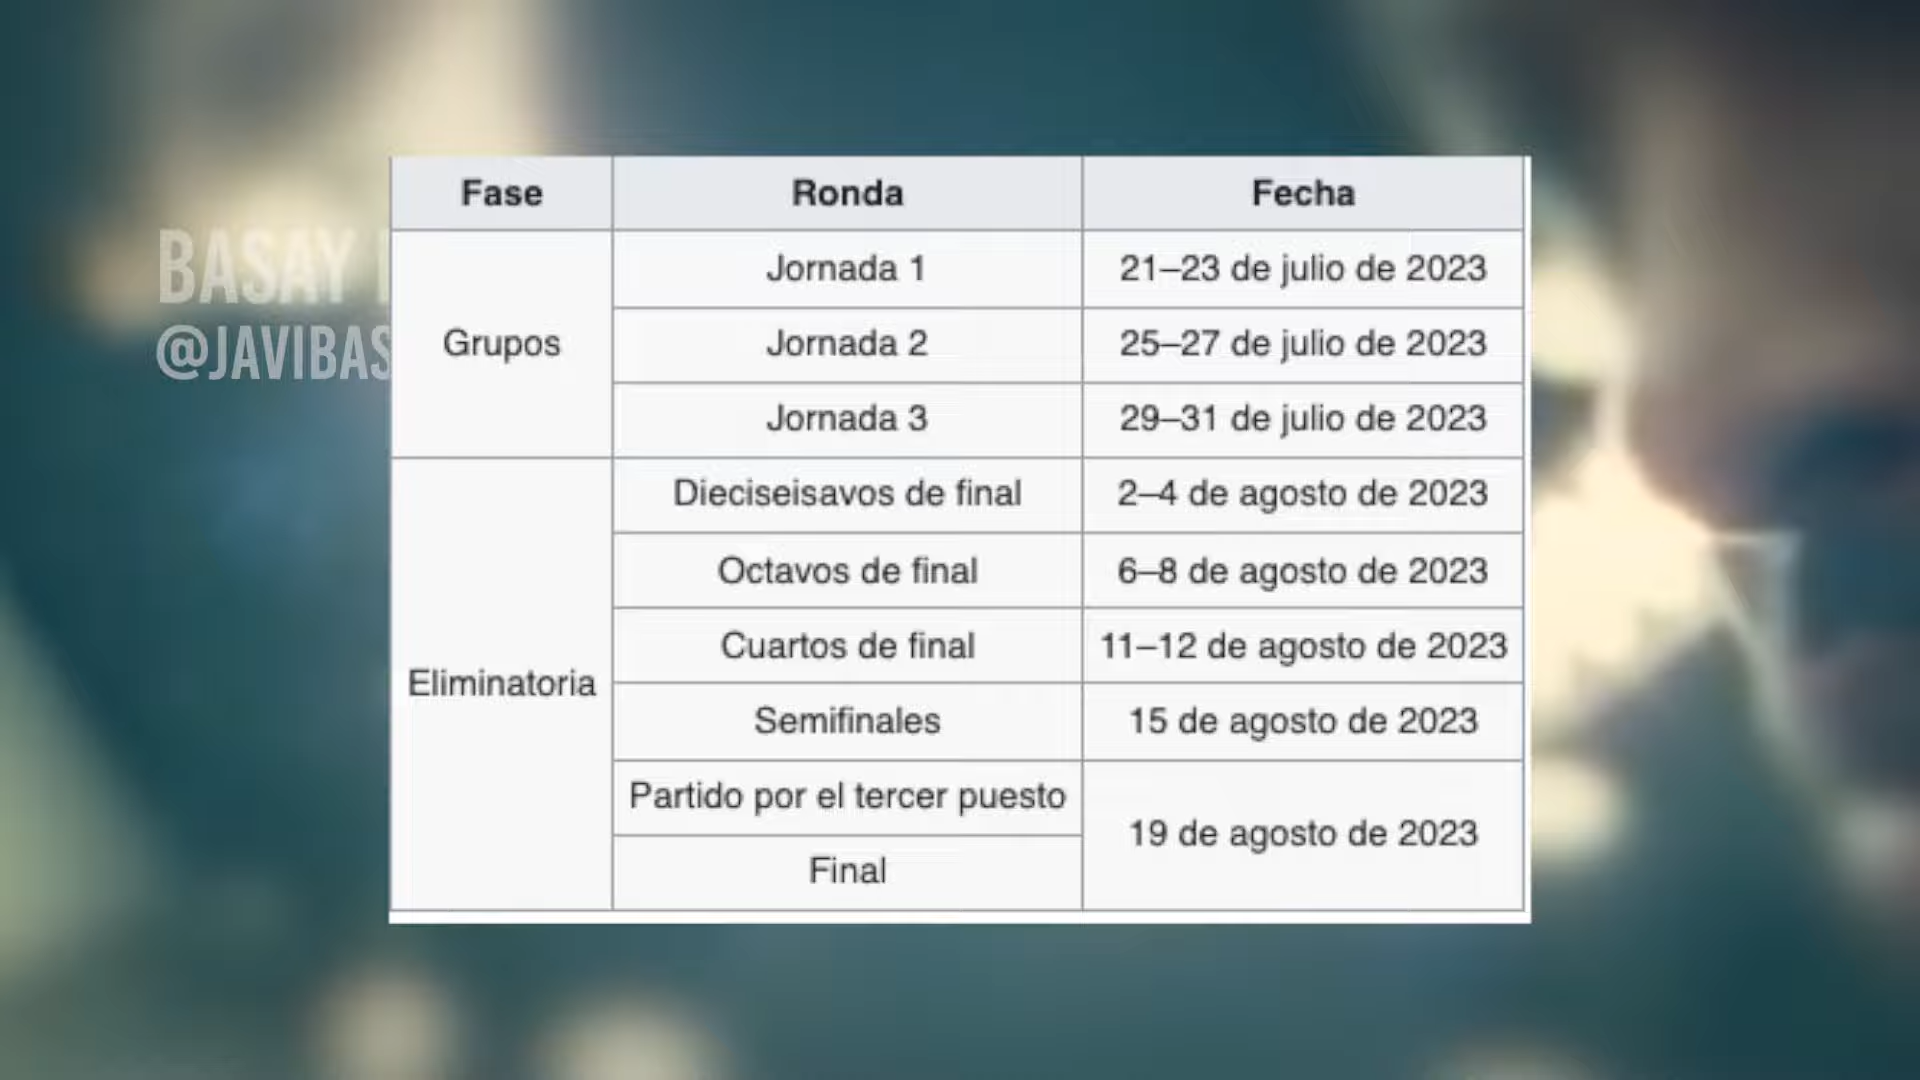 Fase Ronda Fecha
Grupos
Jornada 1 21–23 de julio de 2023
Jornada 2 25–27 de julio de 2023
Jornada 3 29–31 de julio de 2023
Eliminatoria
Dieciseisavos de final 2–4 de agosto de 2023
Octavos de final 6–8 de agosto de 2023
Cuartos de final 11–12 de agosto de 2023
Semifinales 15 de agosto de 2023
Partido por el tercer puesto
19 de agosto de 2023
Final
BASAY
@JAVIBAS